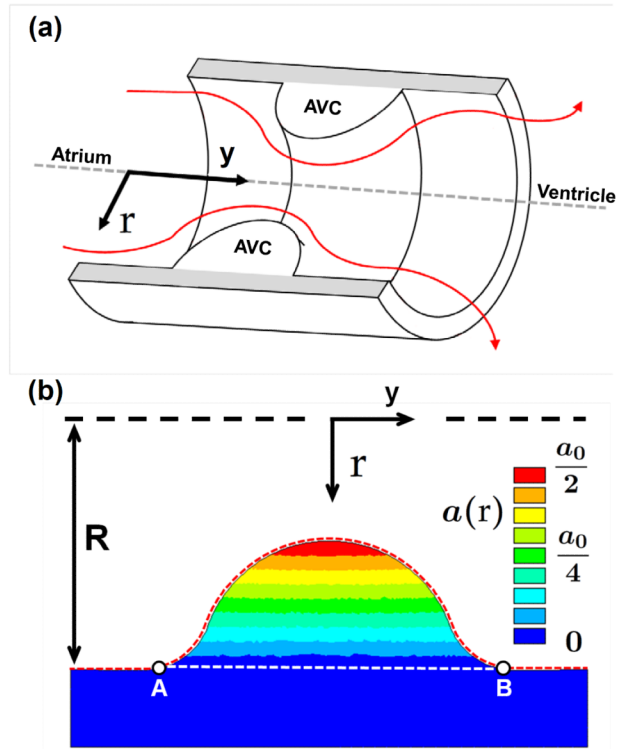 (a)
AVC
Atrium
y
Ventricle
r
AVC
(b)
y
r
R
a(r)
a₀/2
a₀/4
0
A
B